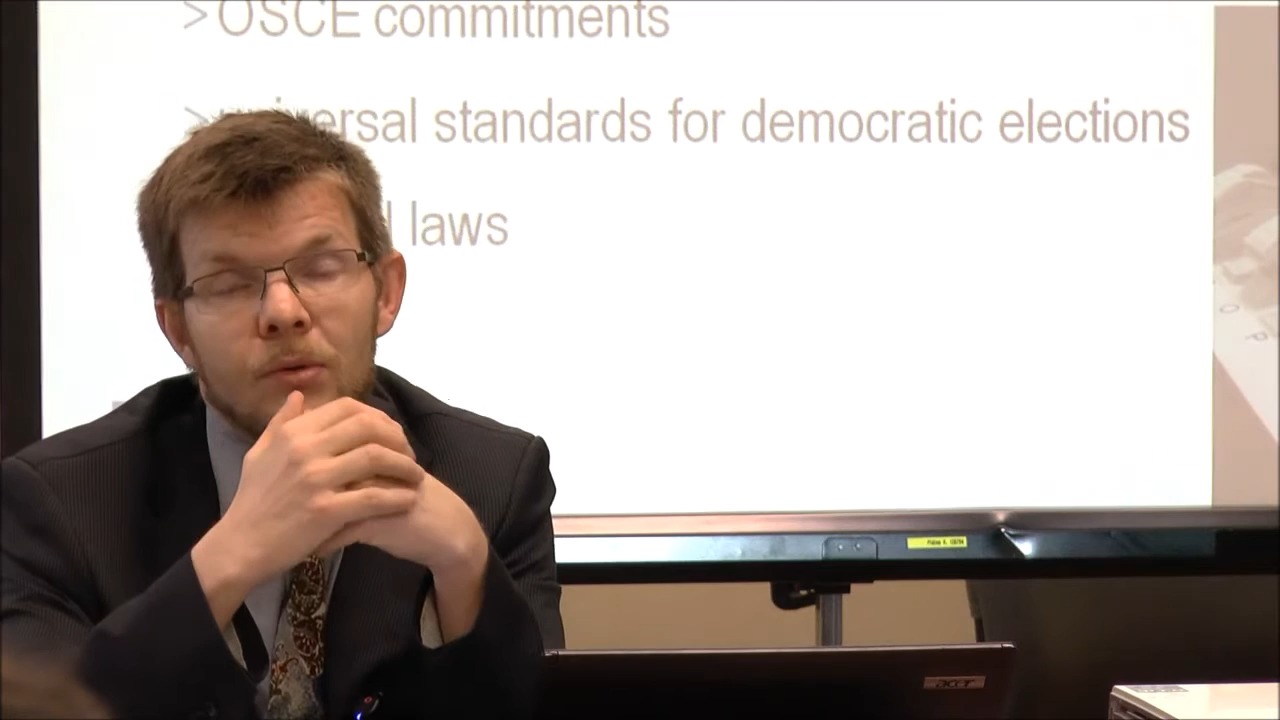 >OSCE commitments
>universal standards for democratic elections
laws
acer